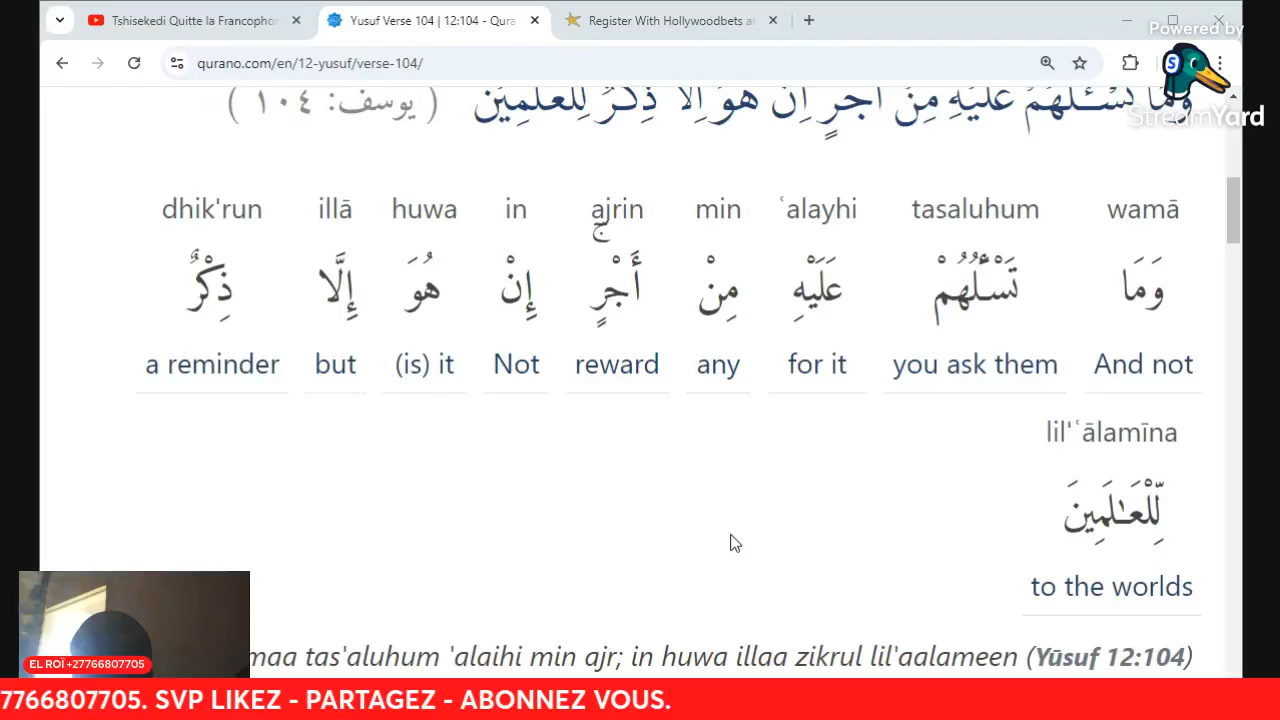 Tshisekedi Quitte la Francophon
Yusuf Verse 104 | 12:104 - Qura
Register With Hollywoodbets a
Powered by
qurano.com/en/12-yusuf/verse-104/
StreamYard
وَمَا تَسْـَٔلُهُمْ عَلَيْهِ مِنْ اَجْرٍ اِنْ هُوَ اِلَّا ذِكْرٌ لِّلْعٰلَمِيْنَ ( يوسف: ١٠٤ )
wamā tasaluhum ʿalayhi min ajrin in huwa illā dhik'run
وَمَا تَسْـَٔلُهُمْ عَلَيْهِ مِنْ أَجْرٍۚ إِنْ هُوَ إِلَّا ذِكْرٌ
And not you ask them for it any reward Not (is) it but a reminder
lil'ʿālamīna
لِّلْعَـٰلَمِينَ
to the worlds
maa tas'aluhum 'alaihi min ajr; in huwa illaa zikrul lil'aalameen (Yūsuf 12:104)
EL ROÏ +27766807705
7766807705. SVP LIKEZ - PARTAGEZ - ABONNEZ VOUS.